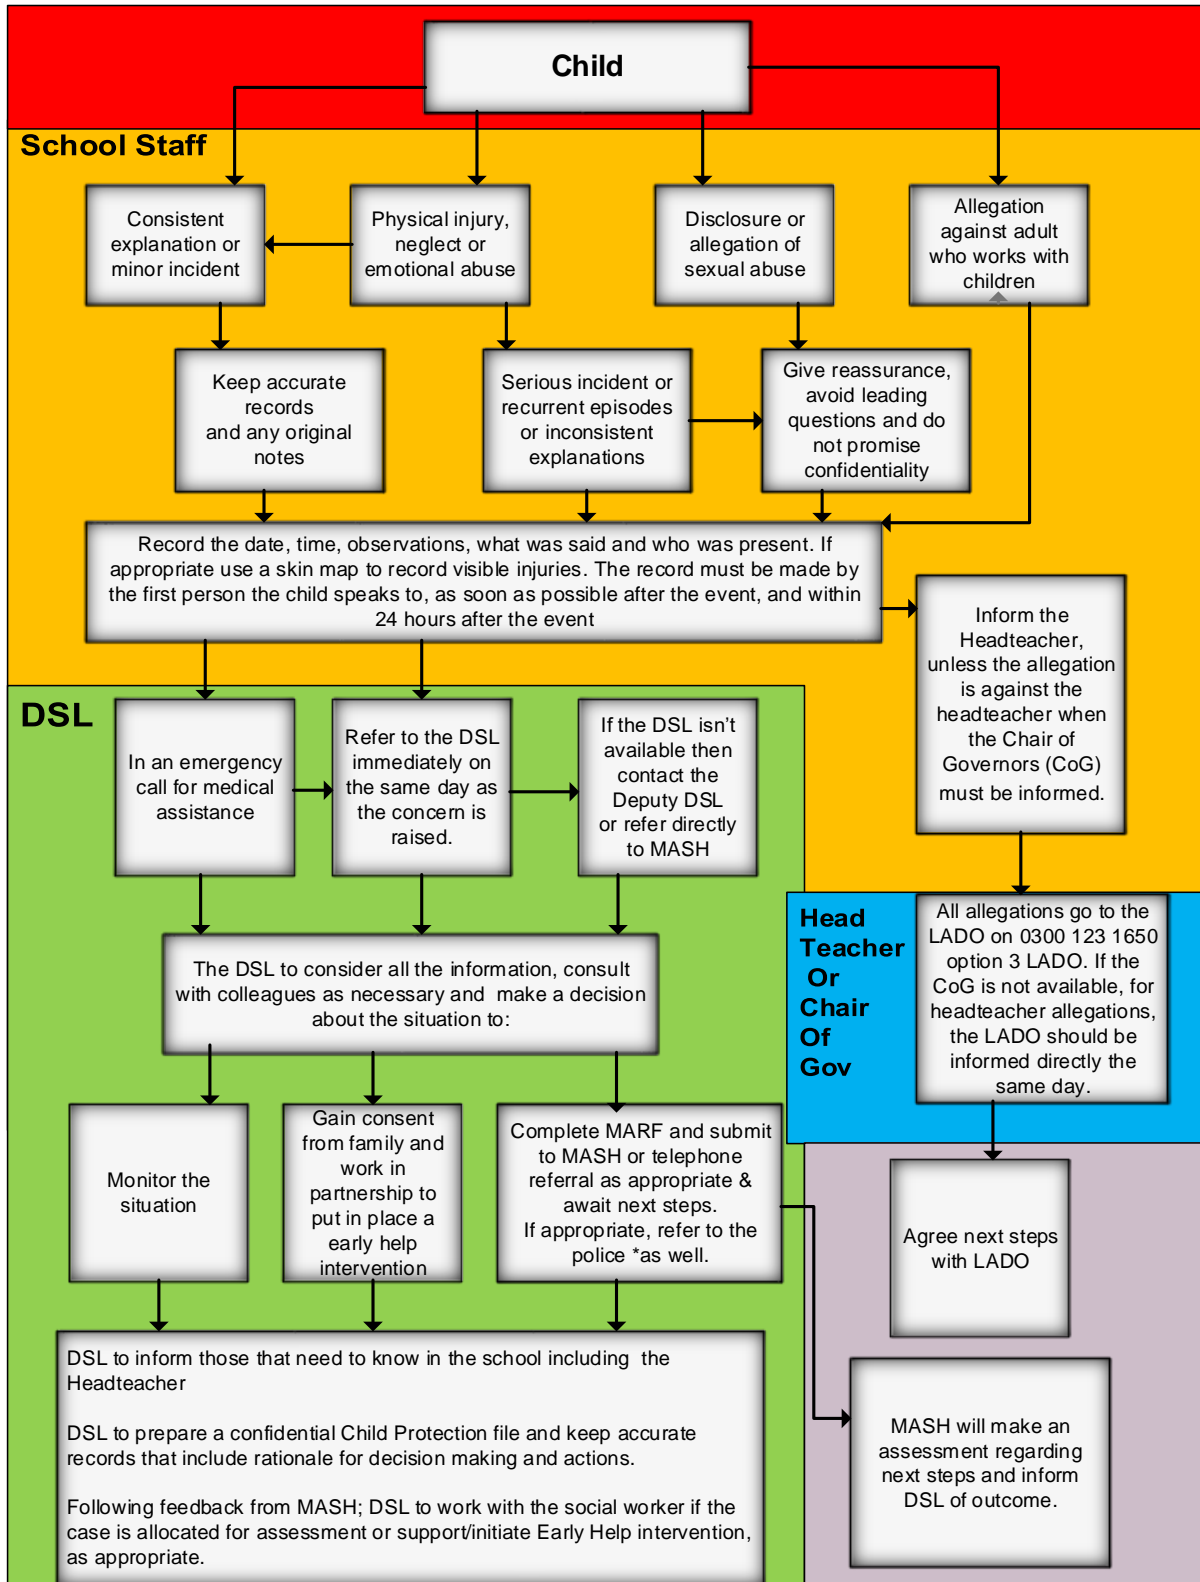 Child
School Staff
Consistent
explanation or
minor incident
Physical injury,
neglect or
emotional abuse
Disclosure or
allegation of
sexual abuse
Allegation
against adult
who works with
children
Keep accurate
records
and any original
notes
Serious incident or
recurrent episodes
or inconsistent
explanations
Give reassurance,
avoid leading
questions and do
not promise
confidentiality
Record the date, time, observations, what was said and who was present. If
appropriate use a skin map to record visible injuries. The record must be made by
the first person the child speaks to, as soon as possible after the event, and within
24 hours after the event
Inform the
Headteacher,
unless the allegation
is against the
headteacher when
the Chair of
Governors (CoG)
must be informed.
DSL
In an emergency
call for medical
assistance
Refer to the DSL
immediately on
the same day as
the concern is
raised.
If the DSL isn’t
available then
contact the
Deputy DSL
or refer directly
to MASH
Head
Teacher
Or
Chair
Of
Gov
All allegations go to the
LADO on 0300 123 1650
option 3 LADO. If the
CoG is not available, for
headteacher allegations,
the LADO should be
informed directly the
same day.
The DSL to consider all the information, consult
with colleagues as necessary and make a decision
about the situation to:
Monitor the
situation
Gain consent
from family and
work in
partnership to
put in place a
early help
intervention
Complete MARF and submit
to MASH or telephone
referral as appropriate &
await next steps.
If appropriate, refer to the
police *as well.
Agree next steps
with LADO
DSL to inform those that need to know in the school including the
Headteacher
DSL to prepare a confidential Child Protection file and keep accurate
records that include rationale for decision making and actions.
Following feedback from MASH; DSL to work with the social worker if the
case is allocated for assessment or support/initiate Early Help intervention,
as appropriate.
MASH will make an
assessment regarding
next steps and inform
DSL of outcome.